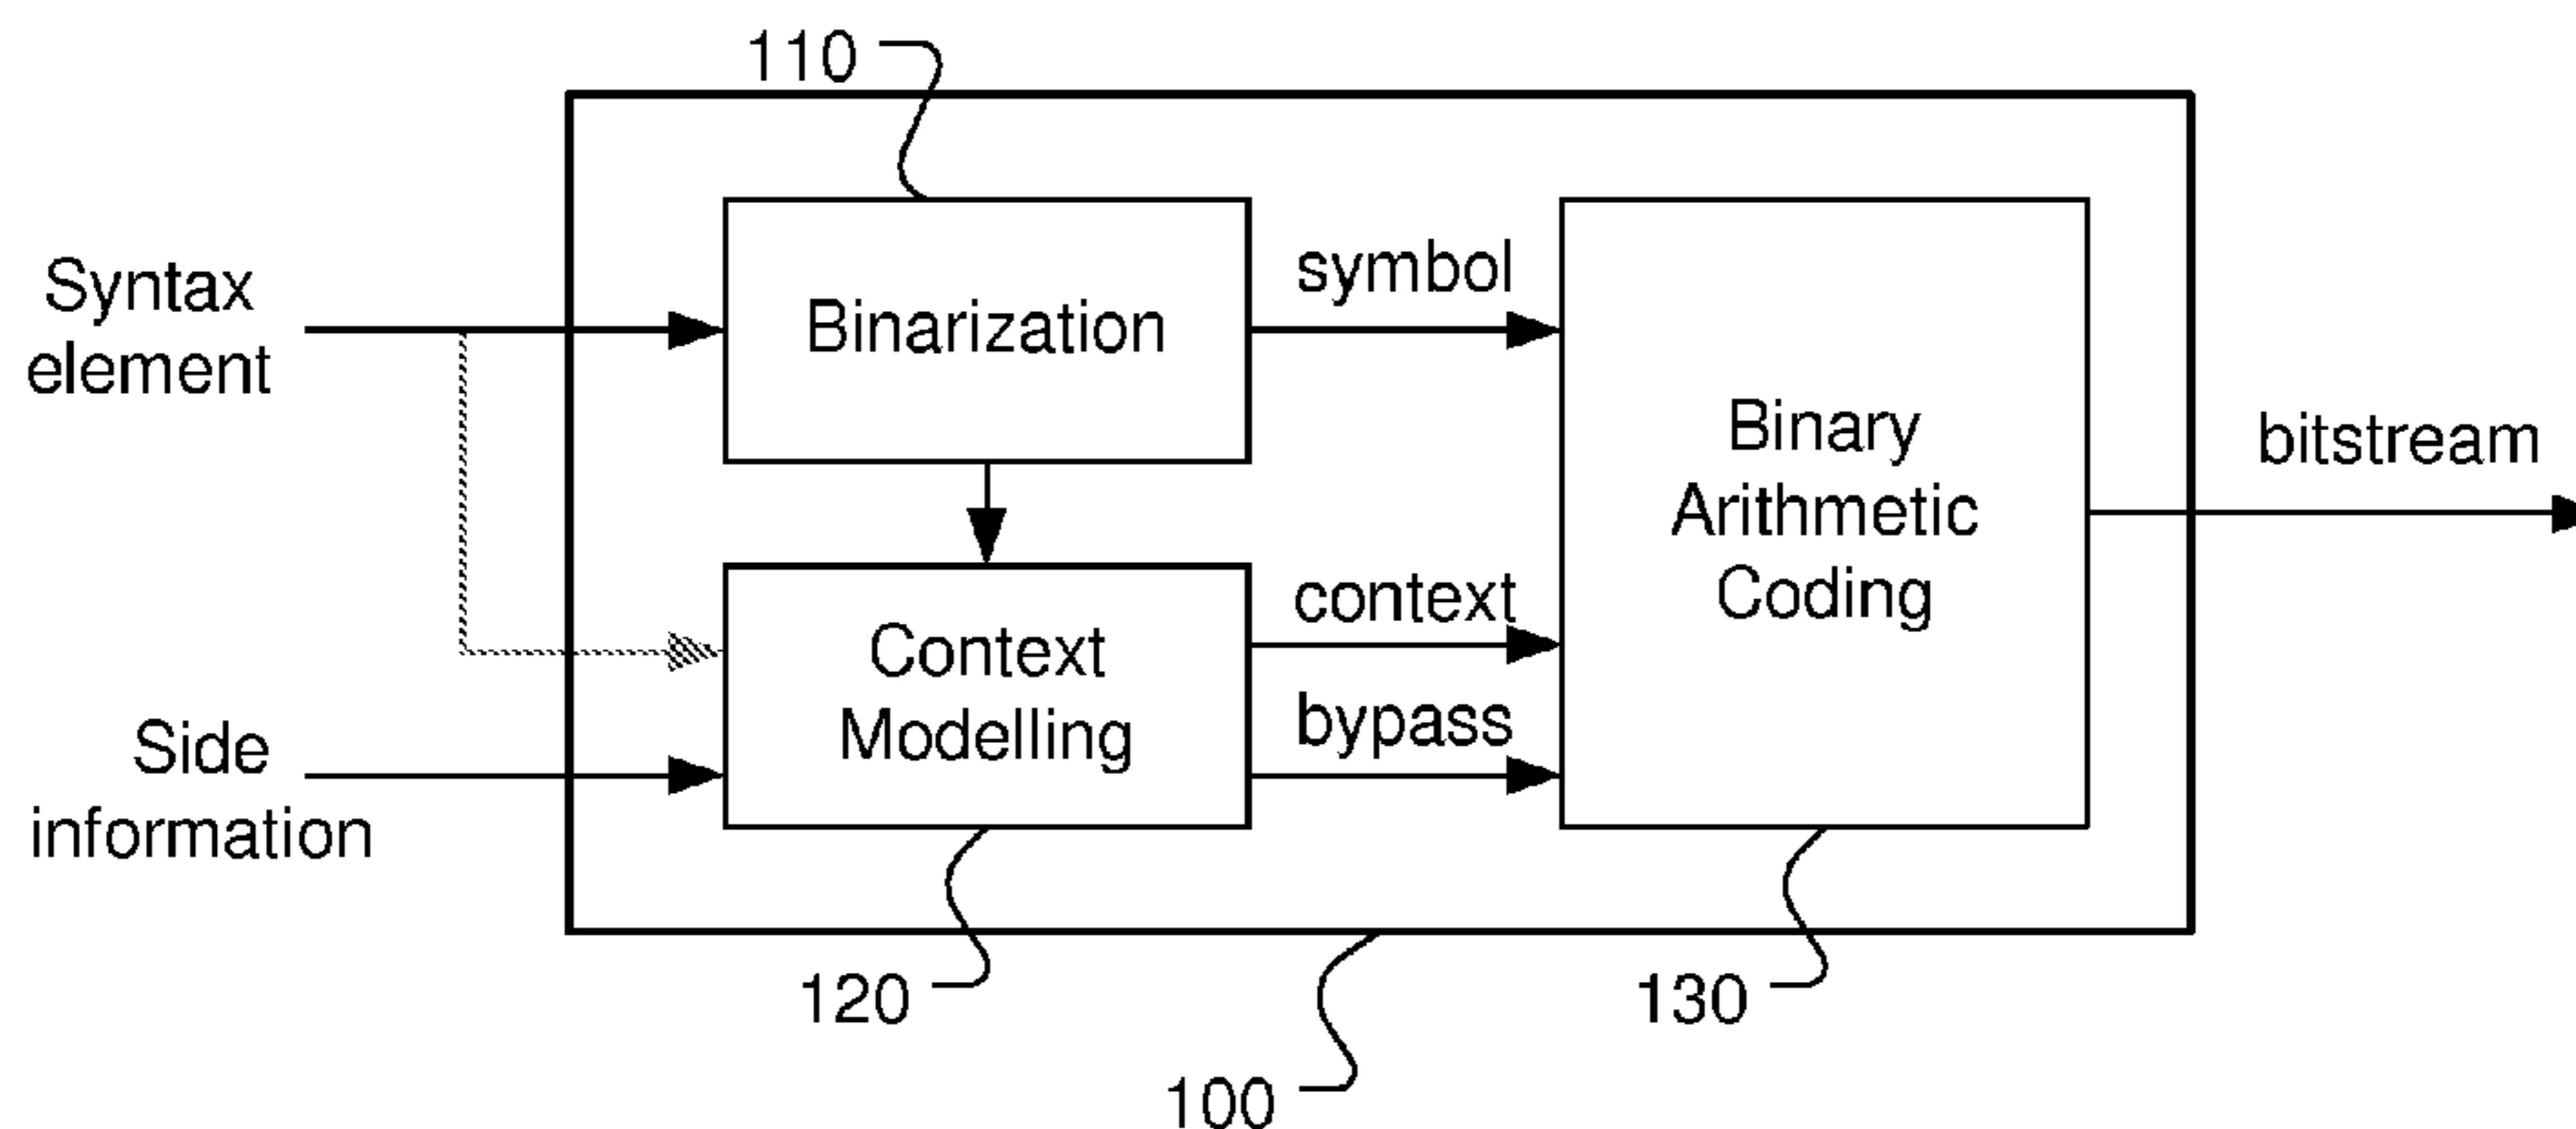 110
Syntax
element
Binarization
symbol
Binary
Arithmetic
Coding
bitstream
Context
Modelling
context
bypass
Side
information
120
130
100